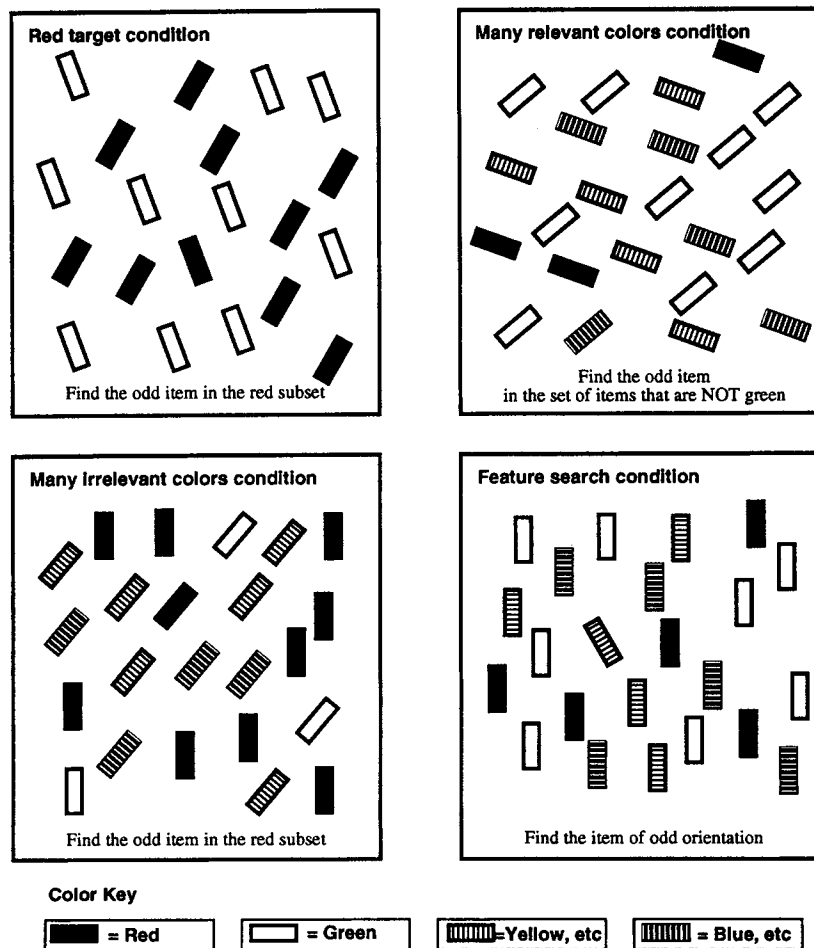 Red target condition
Find the odd item in the red subset
Many relevant colors condition
Find the odd item
in the set of items that are NOT green
Many irrelevant colors condition
Find the odd item in the red subset
Feature search condition
Find the item of odd orientation
Color Key
= Red
= Green
=Yellow, etc
= Blue, etc